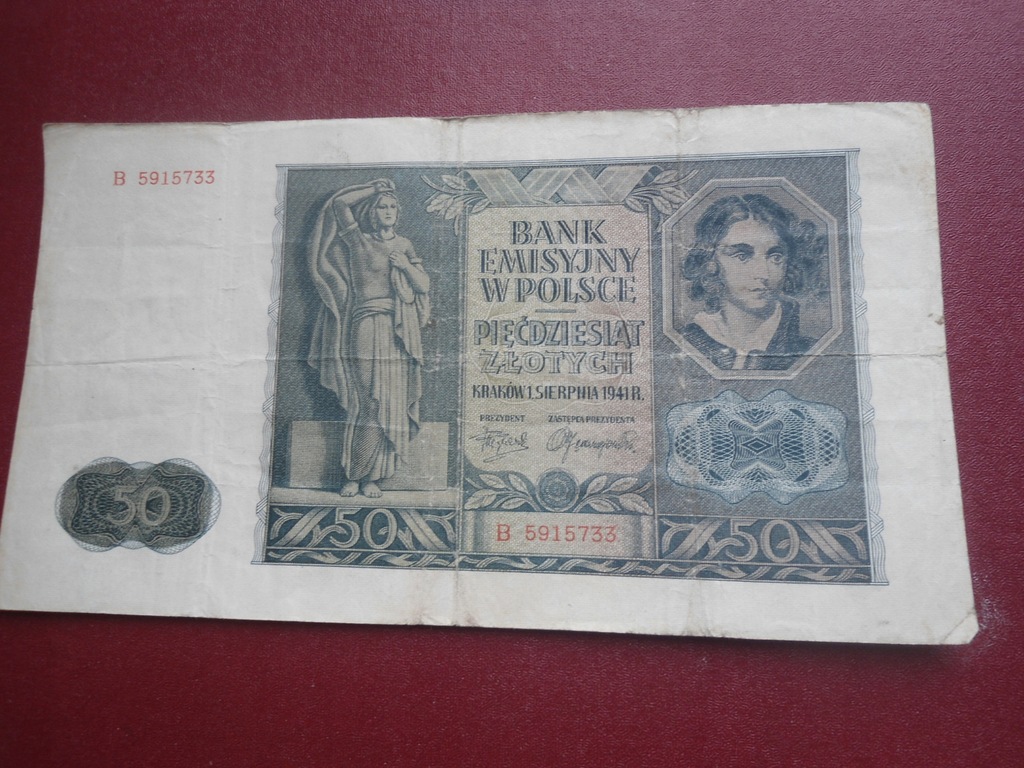 B 5915733
BANK
EMISYJNY
W POLSCE
PIĘĆDZIESIĄT
ZŁOTYCH
KRAKÓW 1. SIERPNIA 1941 R.
PREZYDENT ZASTĘPCA PREZYDENTA
50
50
B 5915733
50